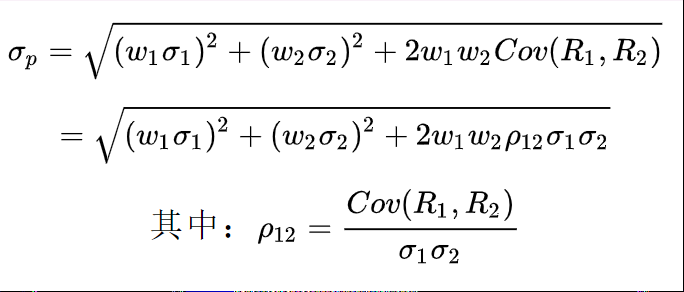 σₚ = √((w₁σ₁)² + (w₂σ₂)² + 2w₁w₂Cov(R₁, R₂))
= √((w₁σ₁)² + (w₂σ₂)² + 2w₁w₂ρ₁₂σ₁σ₂)
其中：ρ₁₂ = Cov(R₁, R₂) / σ₁σ₂